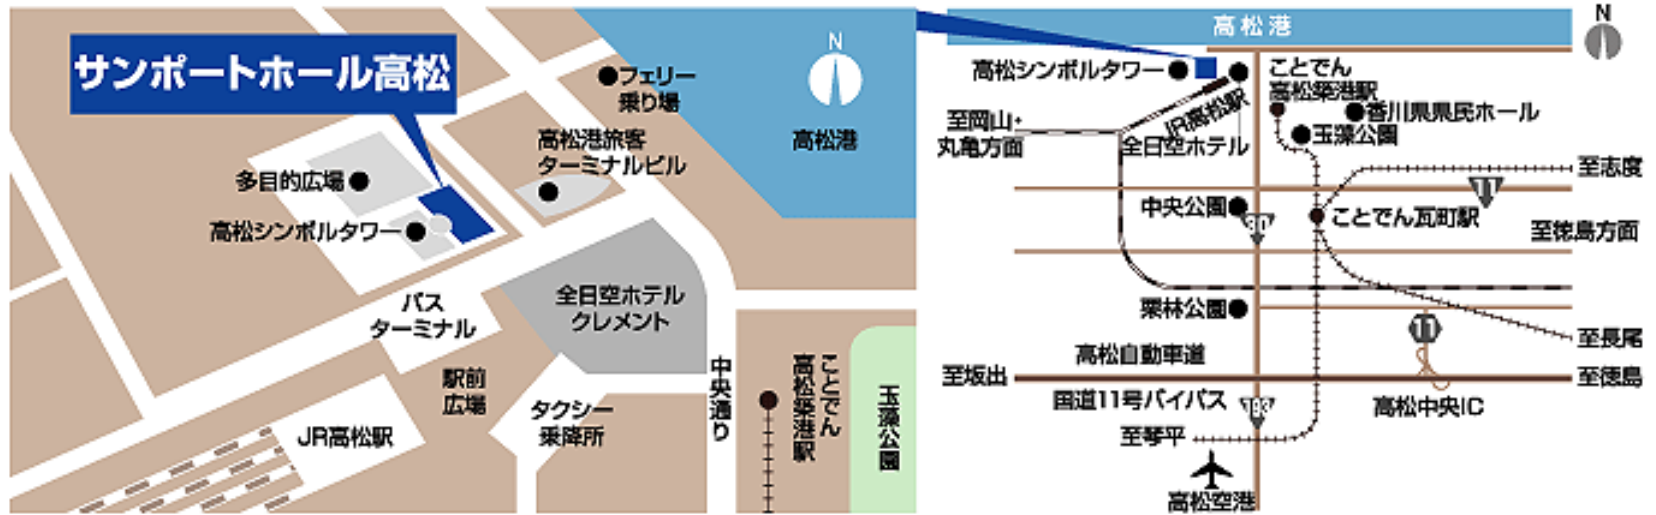 サンポートホール高松
N
フェリー
乗り場
高松港旅客
ターミナルビル
高松港
多目的広場
高松シンボルタワー
バス
ターミナル
全日空ホテル
クレメント
駅前
広場
タクシー
乗降所
JR高松駅
中央通り
ことでん
高松築港駅
玉藻公園
高松港
N
高松シンボルタワー
ことでん
高松築港駅
JR高松駅
香川県県民ホール
玉藻公園
至岡山・
丸亀方面
全日空ホテル
至志度
11
中央公園
30
ことでん瓦町駅
至徳島方面
栗林公園
11
至長尾
高松自動車道
至坂出
至徳島
国道11号バイパス
193
高松中央IC
至琴平
高松空港